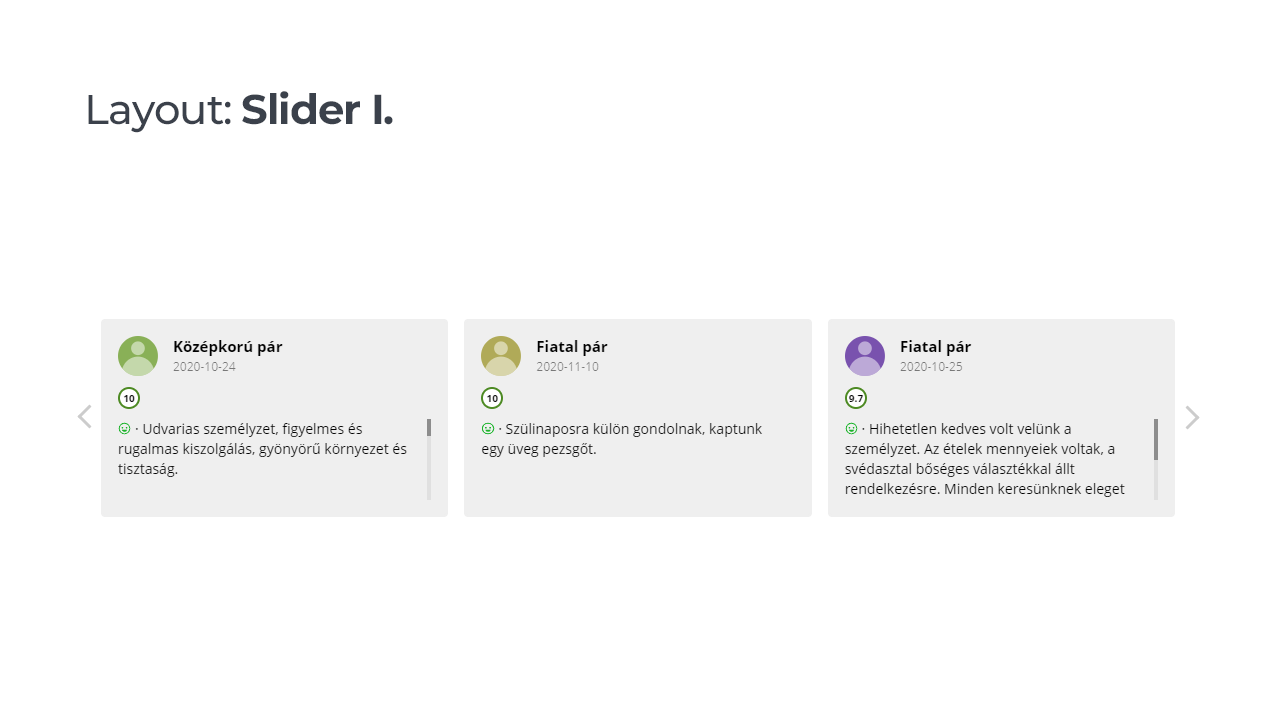 Layout: Slider I.
Középkorú pár
2020-10-24
10
· Udvarias személyzet, figyelmes és
rugalmas kiszolgálás, gyönyörű környezet és
tisztaság.
Fiatal pár
2020-11-10
10
· Szülinaposra külön gondolnak, kaptunk
egy üveg pezsgőt.
Fiatal pár
2020-10-25
9.7
· Hihetetlen kedves volt velünk a
személyzet. Az ételek mennyeiek voltak, a
svédasztal bőséges választékkal állt
rendelkezésre. Minden keresünknek eleget